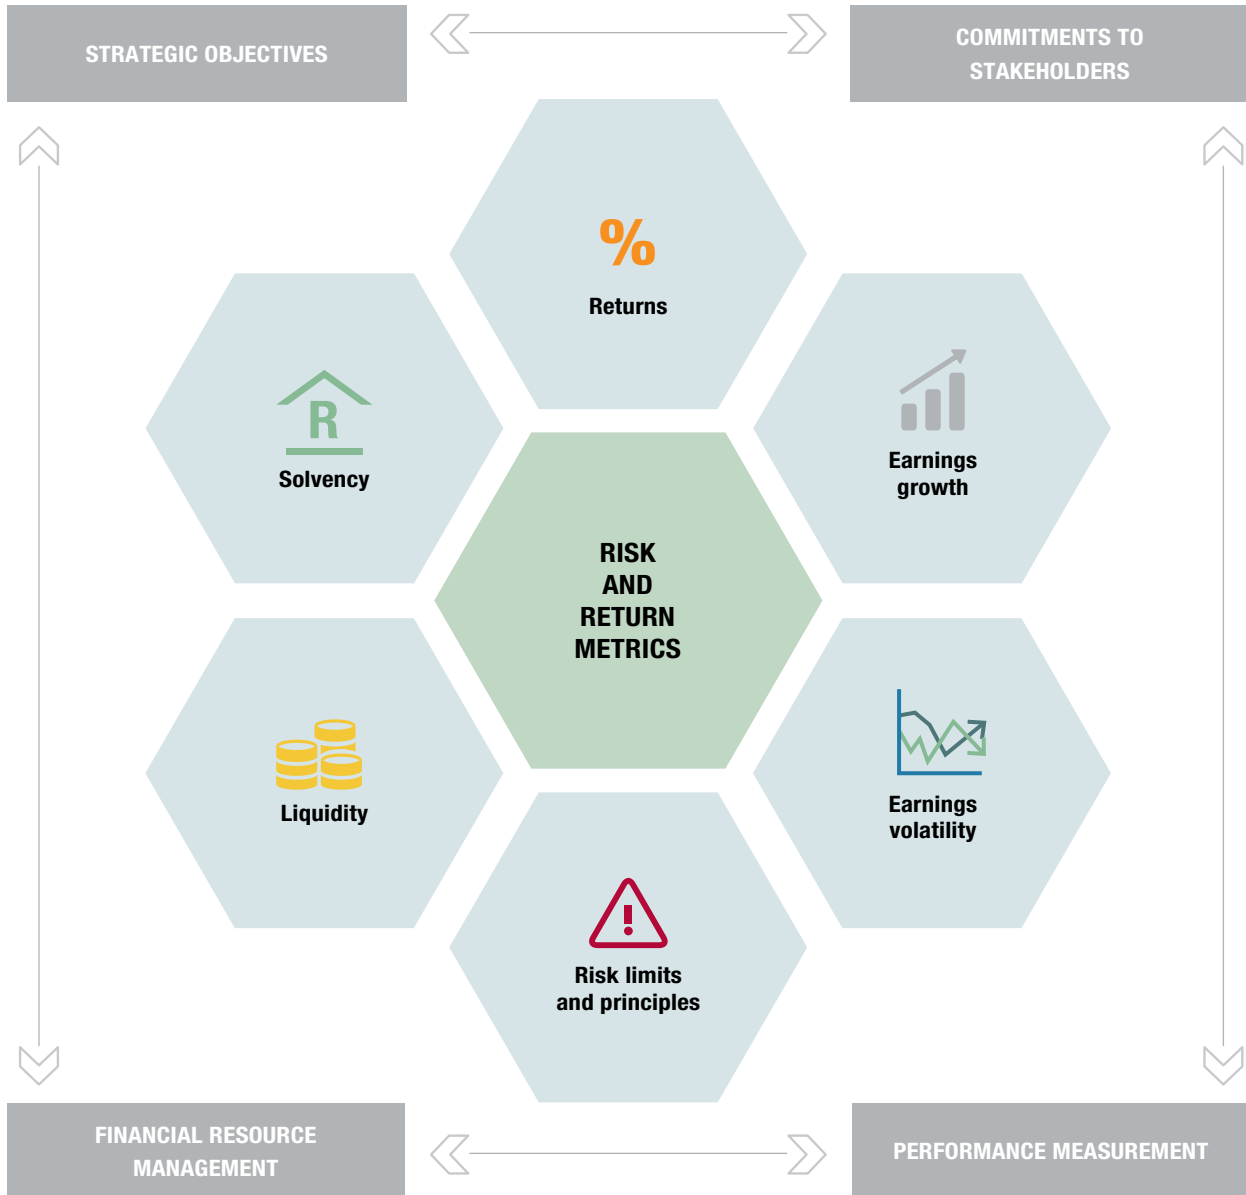 STRATEGIC OBJECTIVES
COMMITMENTS TO
STAKEHOLDERS
%
Returns
R
Solvency
Earnings
growth
RISK
AND
RETURN
METRICS
Liquidity
Earnings
volatility
!
Risk limits
and principles
FINANCIAL RESOURCE
MANAGEMENT
PERFORMANCE MEASUREMENT